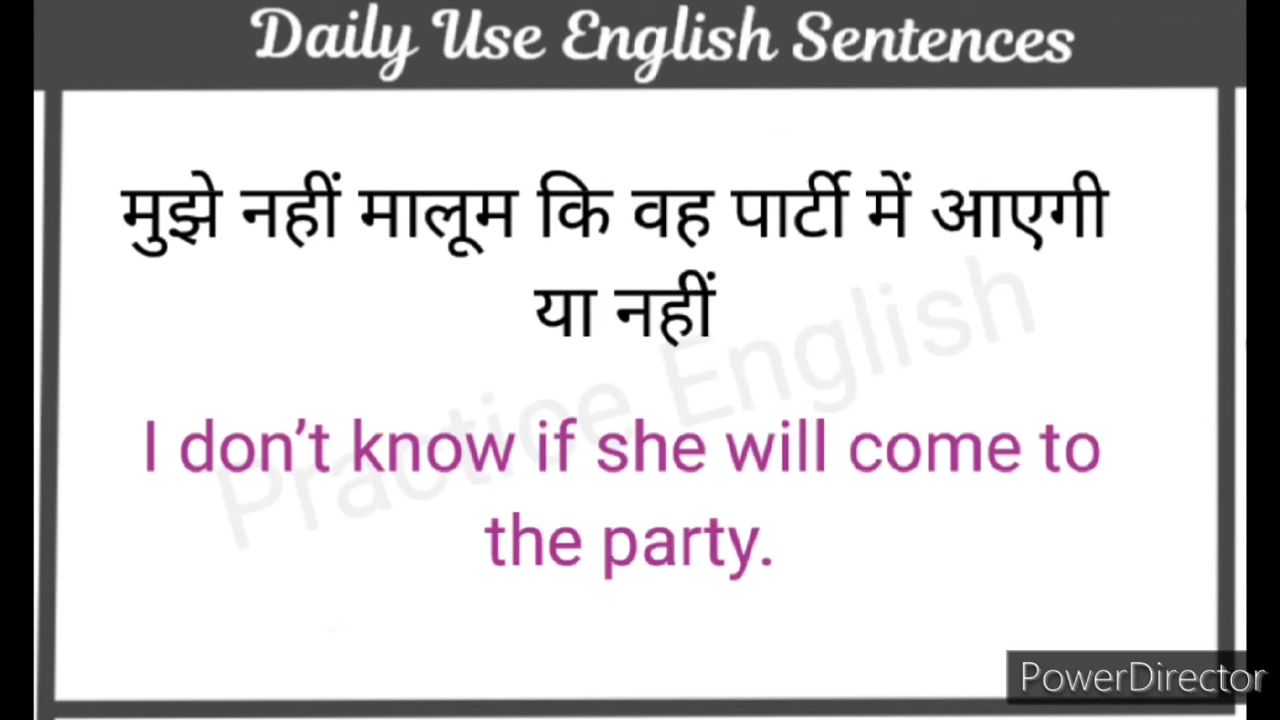 Daily Use English Sentences
मुझे नहीं मालूम कि वह पार्टी में आएगी
या नहीं
Practice English
I don’t know if she will come to
the party.
PowerDirector